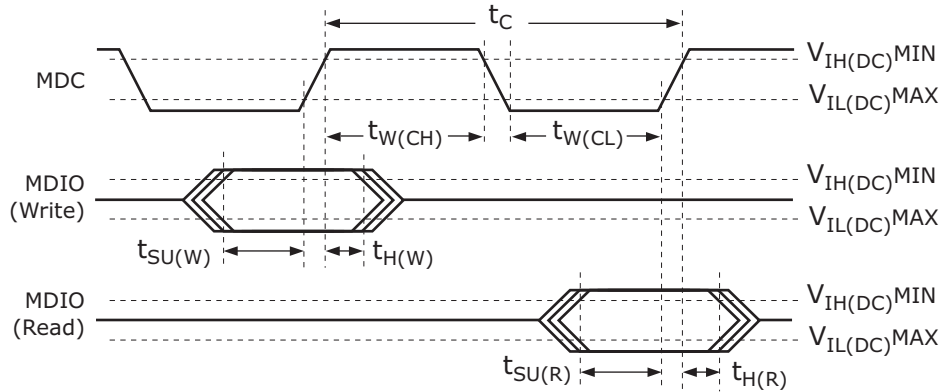 tC
MDC
VIH(DC)MIN
VIL(DC)MAX
tW(CH)
tW(CL)
MDIO
(Write)
VIH(DC)MIN
VIL(DC)MAX
tSU(W)
tH(W)
MDIO
(Read)
VIH(DC)MIN
VIL(DC)MAX
tSU(R)
tH(R)